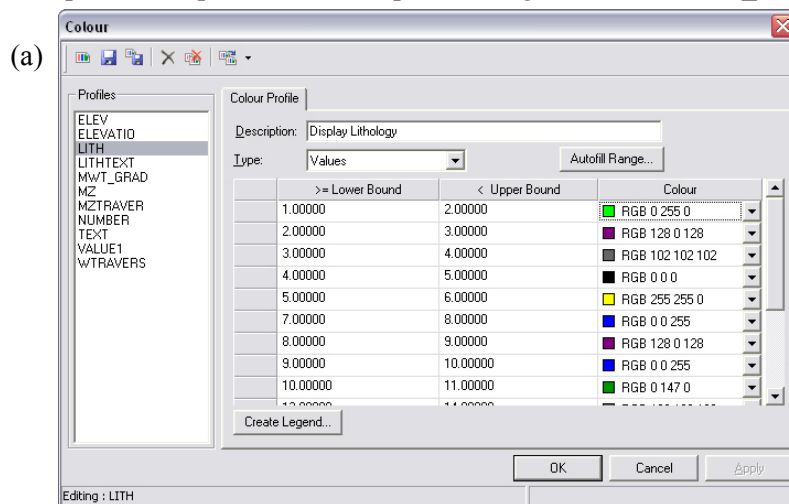 Colour
(a)
Profiles
ELEV
ELEVATIO
LITH
LITHTEXT
MWT_GRAD
MZ
MZTRAVER
NUMBER
TEXT
VALUE1
WTRAVERS
Colour Profile
Description: Display Lithology
Type: Values Autofill Range...
>= Lower Bound < Upper Bound Colour
1.00000 2.00000 RGB 0 255 0
2.00000 3.00000 RGB 128 0 128
3.00000 4.00000 RGB 102 102 102
4.00000 5.00000 RGB 0 0 0
5.00000 6.00000 RGB 255 255 0
7.00000 8.00000 RGB 0 0 255
8.00000 9.00000 RGB 128 0 128
9.00000 10.00000 RGB 0 0 255
10.00000 11.00000 RGB 0 147 0
Create Legend...
OK Cancel Apply
Editing : LITH